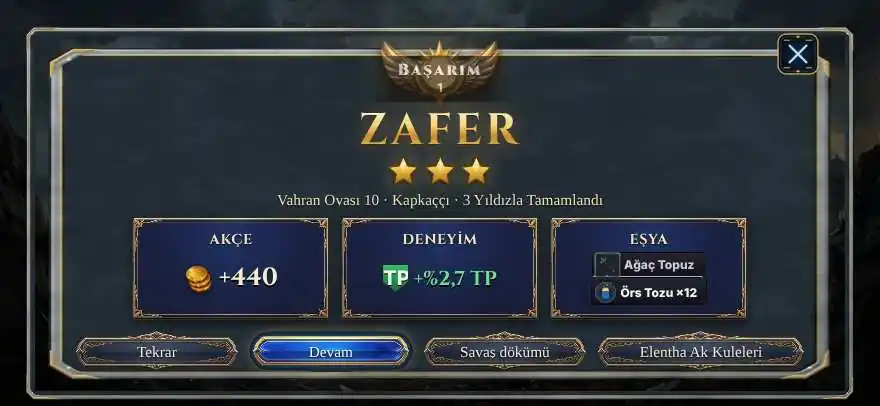 BAŞARIM
1
ZAFER
Vahran Ovası 10 · Kapkaççı · 3 Yıldızla Tamamlandı
AKÇE
+440
DENEYİM
TP +%2,7 TP
EŞYA
Ağaç Topuz
Örs Tozu ×12
Tekrar
Devam
Savaş dökümü
Elentha Ak Kuleleri